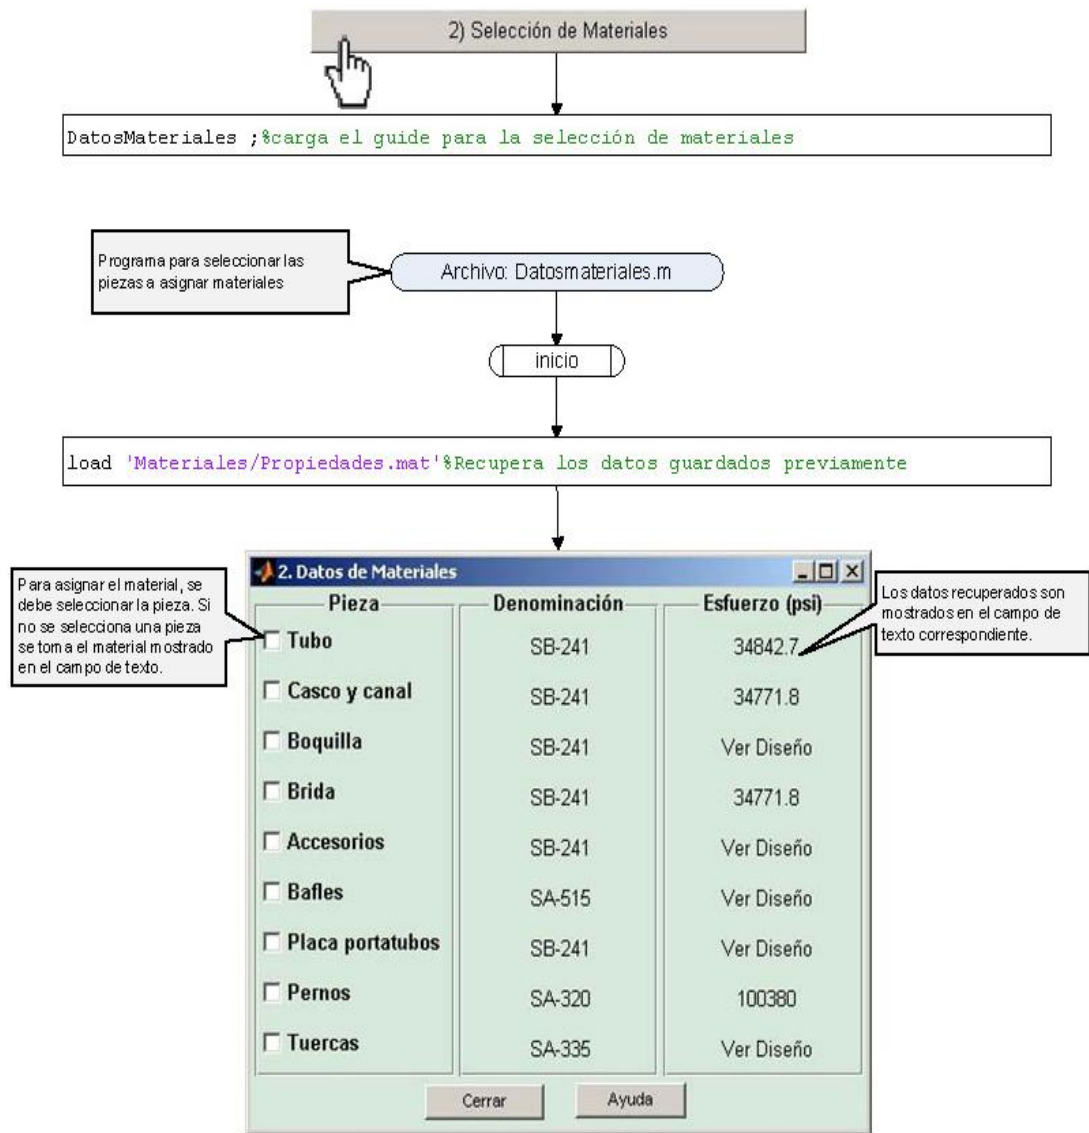 2) Selección de Materiales
DatosMateriales ;%carga el guide para la selección de materiales
Programa para seleccionar las
piezas a asignar materiales
Archivo: Datosmateriales.m
inicio
load 'Materiales/Propiedades.mat'%Recupera los datos guardados previamente
Para asignar el material, se
debe seleccionar la pieza. Si
no se selecciona una pieza
se toma el material mostrado
en el campo de texto.
2. Datos de Materiales
Los datos recuperados son
mostrados en el campo de
texto correspondiente.
Pieza Denominación Esfuerzo (psi)
Tubo SB-241 34842.7
Casco y canal SB-241 34771.8
Boquilla SB-241 Ver Diseño
Brida SB-241 34771.8
Accesorios SB-241 Ver Diseño
Bafles SA-515 Ver Diseño
Placa portatubos SB-241 Ver Diseño
Pernos SA-320 100380
Tuercas SA-335 Ver Diseño
Cerrar Ayuda